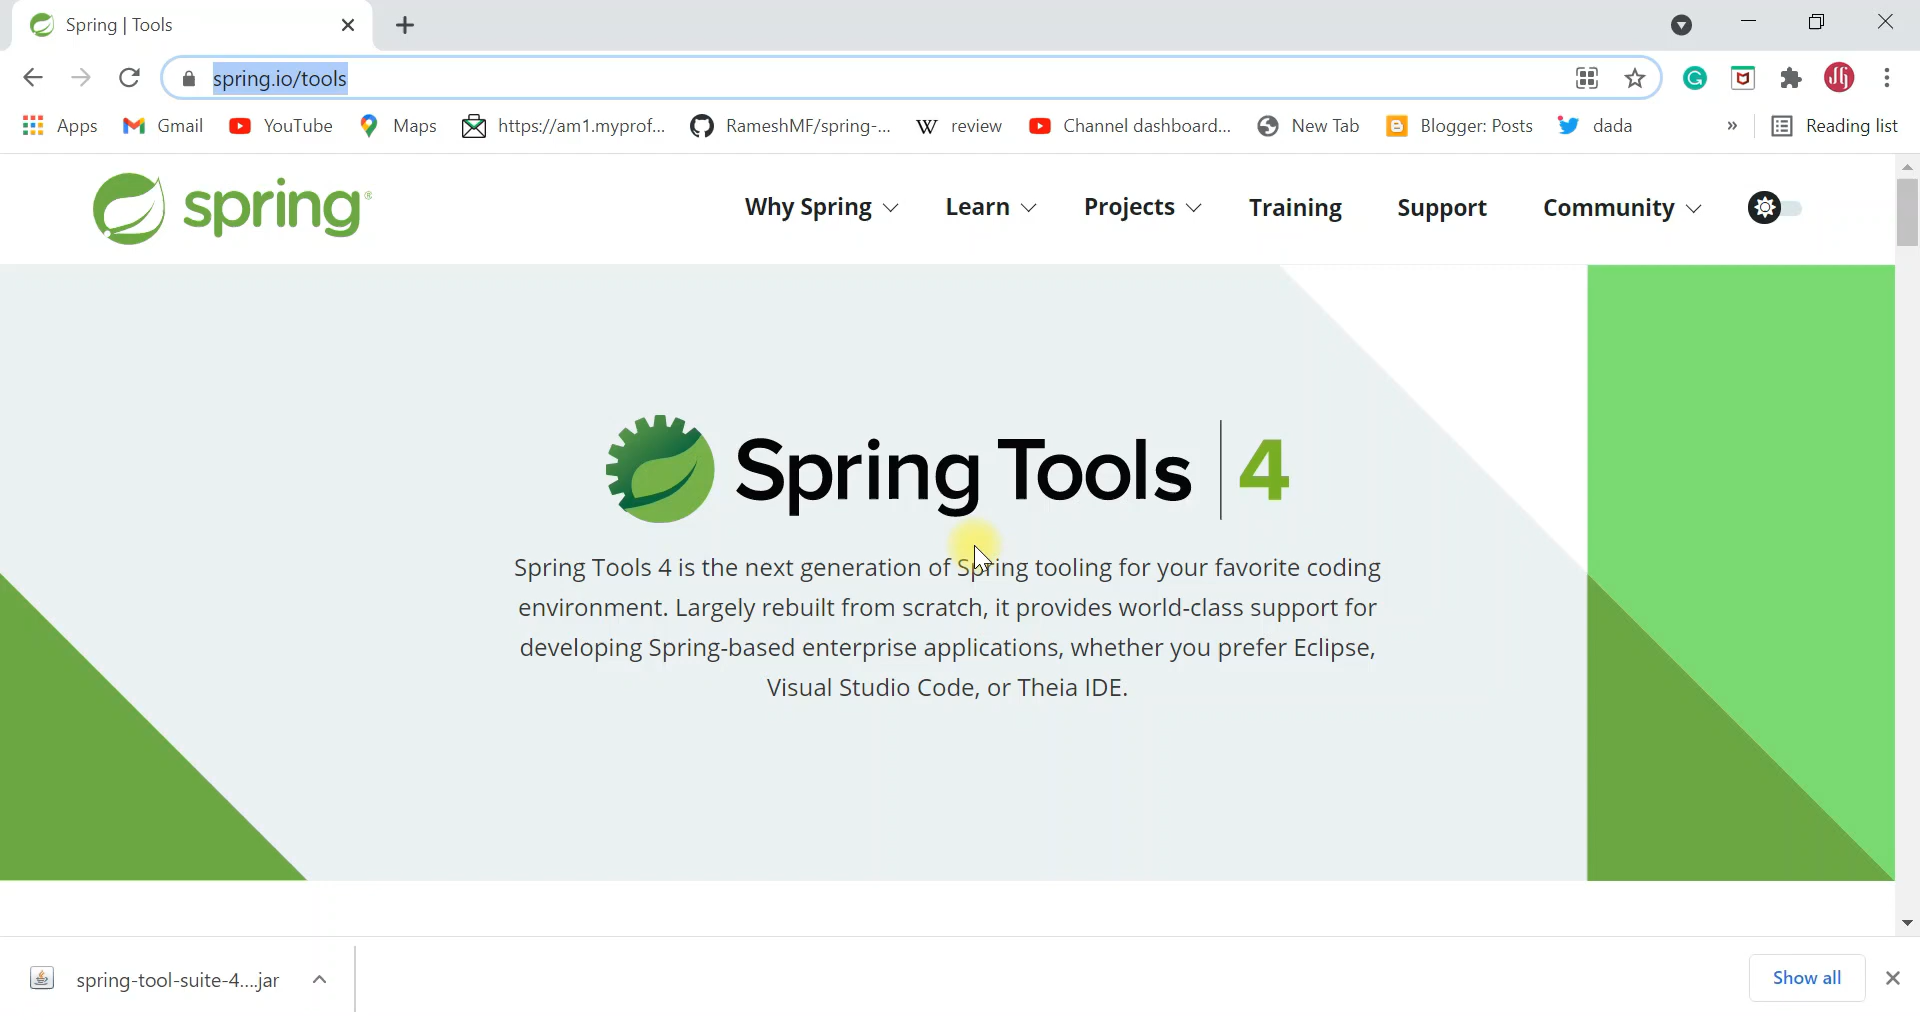 Spring | Tools
spring.io/tools
Apps Gmail YouTube Maps https://am1.myprof... RameshMF/spring-... W review Channel dashboard... New Tab Blogger: Posts dada » Reading list
spring® Why Spring Learn Projects Training Support Community
Spring Tools 4
Spring Tools 4 is the next generation of Spring tooling for your favorite coding
environment. Largely rebuilt from scratch, it provides world-class support for
developing Spring-based enterprise applications, whether you prefer Eclipse,
Visual Studio Code, or Theia IDE.
spring-tool-suite-4....jar Show all